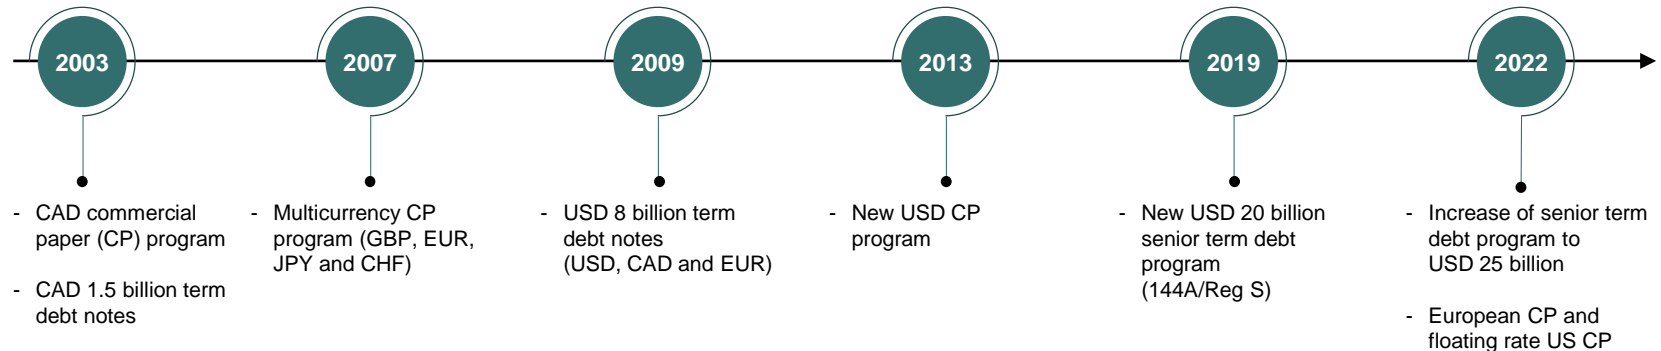 2003
- CAD commercial
paper (CP) program
- CAD 1.5 billion term
debt notes
2007
- Multicurrency CP
program (GBP, EUR,
JPY and CHF)
2009
- USD 8 billion term
debt notes
(USD, CAD and EUR)
2013
- New USD CP
program
2019
- New USD 20 billion
senior term debt
program
(144A/Reg S)
2022
- Increase of senior term
debt program to
USD 25 billion
- European CP and
floating rate US CP